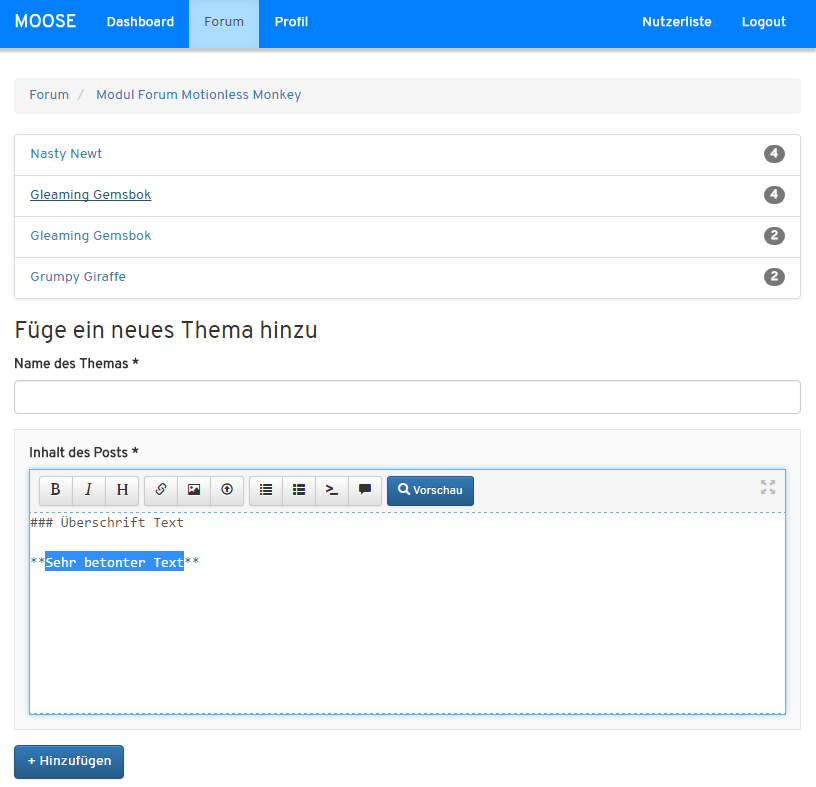 MOOSE Dashboard Forum Profil Nutzerliste Logout
Forum / Modul Forum Motionless Monkey
Nasty Newt 4
Gleaming Gemsbok 4
Gleaming Gemsbok 2
Grumpy Giraffe 2
Füge ein neues Thema hinzu
Name des Themas *
Inhalt des Posts *
B I H >_ Vorschau
### Überschrift Text
**Sehr betonter Text**
+ Hinzufügen